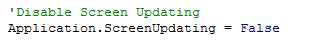 'Disable Screen Updating
Application.ScreenUpdating = False